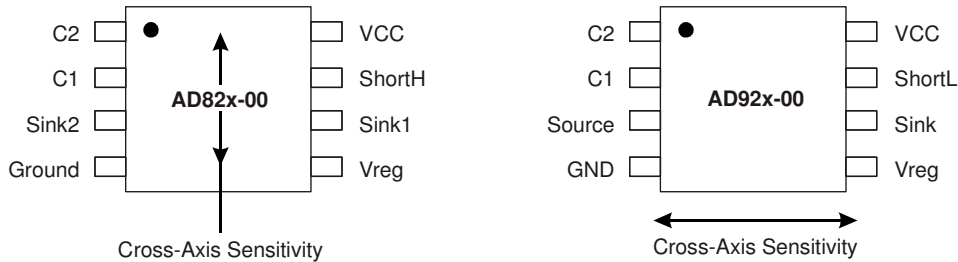 C2
VCC
C1
ShortH
AD82x-00
Sink2
Sink1
Ground
Vreg
Cross-Axis Sensitivity
C2
VCC
C1
ShortL
AD92x-00
Source
Sink
GND
Vreg
Cross-Axis Sensitivity